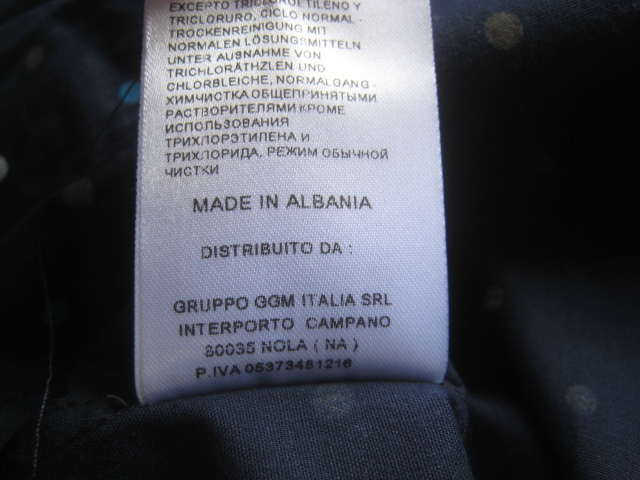 EXCEPTO TRICLOROETILENO Y
TRICLORURO, CICLO NORMAL -
TROCKENREINIGUNG MIT
NORMALEN LÖSUNGSMITTELN
UNTER AUSNAHME VON
TRICHLORÄTHZLEN UND
CHLORBLEICHE, NORMALGANG -
ХИМЧИСТКА ОБЩЕПРИНЯТЫМИ
РАСТВОРИТЕЛЯМИ КРОМЕ
ИСПОЛЬЗОВАНИЯ
ТРИХЛОРЭТИЛЕНА И
ТРИХЛОРИДА, РЕЖИМ ОБЫЧНОЙ
ЧИСТКИ
MADE IN ALBANIA
DISTRIBUITO DA :
GRUPPO GGM ITALIA SRL
INTERPORTO CAMPANO
80035 NOLA ( NA )
P.IVA 05373481216